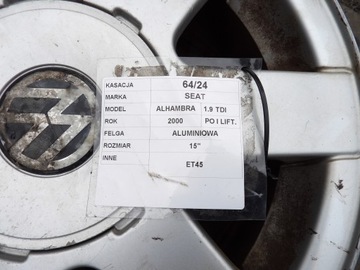 KASACJA 64/24
MARKA SEAT
MODEL ALHAMBRA 1.9 TDI
ROK 2000 PO I LIFT.
FELGA ALUMINIOWA
ROZMIAR 15"
INNE ET45